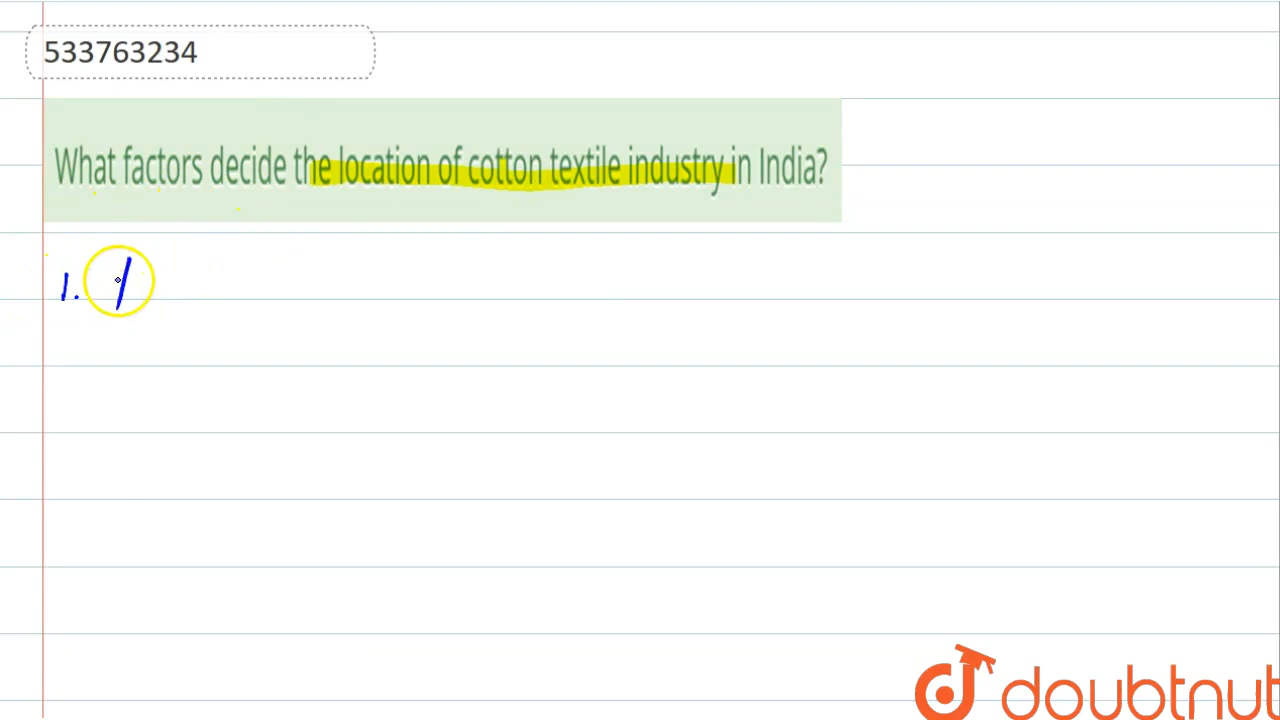 533763234
What factors decide the location of cotton textile industry in India?
1.
doubtnut